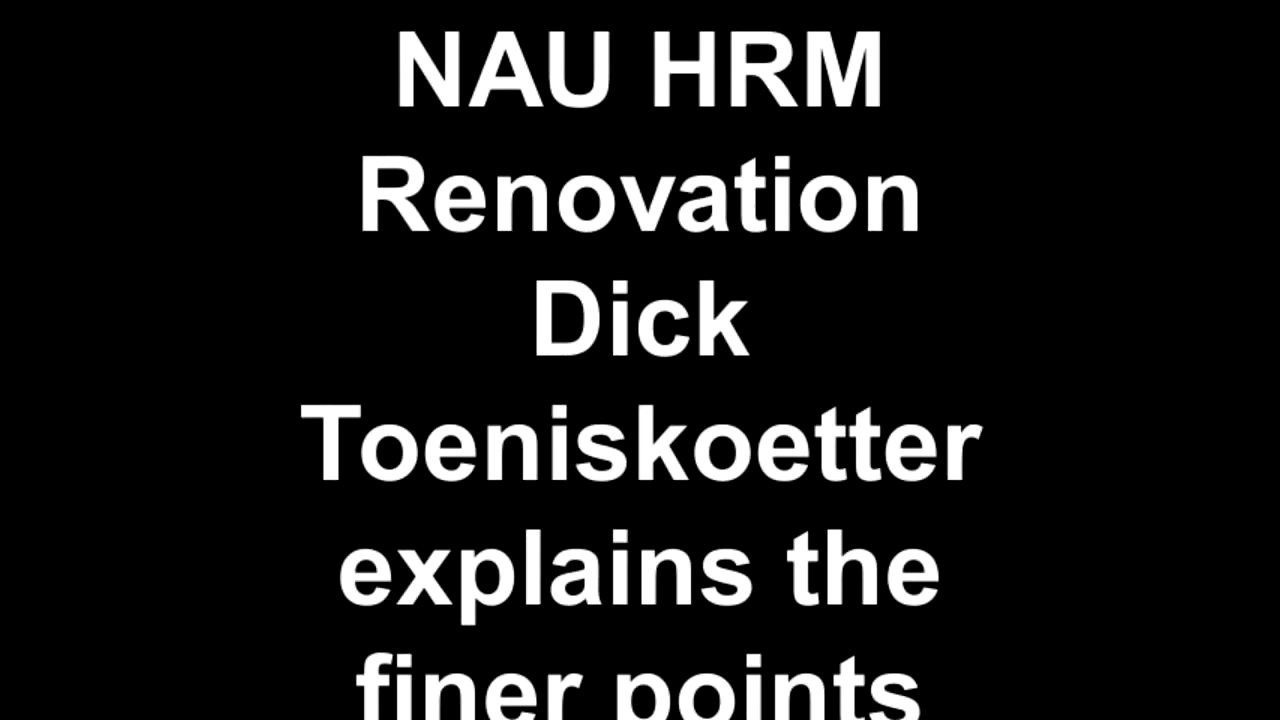 NAU HRM
Renovation
Dick
Toeniskoetter
explains the
finer points